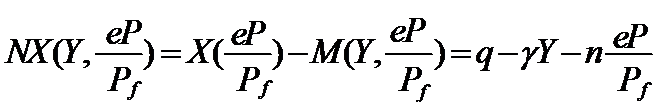 NX(Y, eP/P_f) = X(eP/P_f) − M(Y, eP/P_f) = q − γY − n eP/P_f